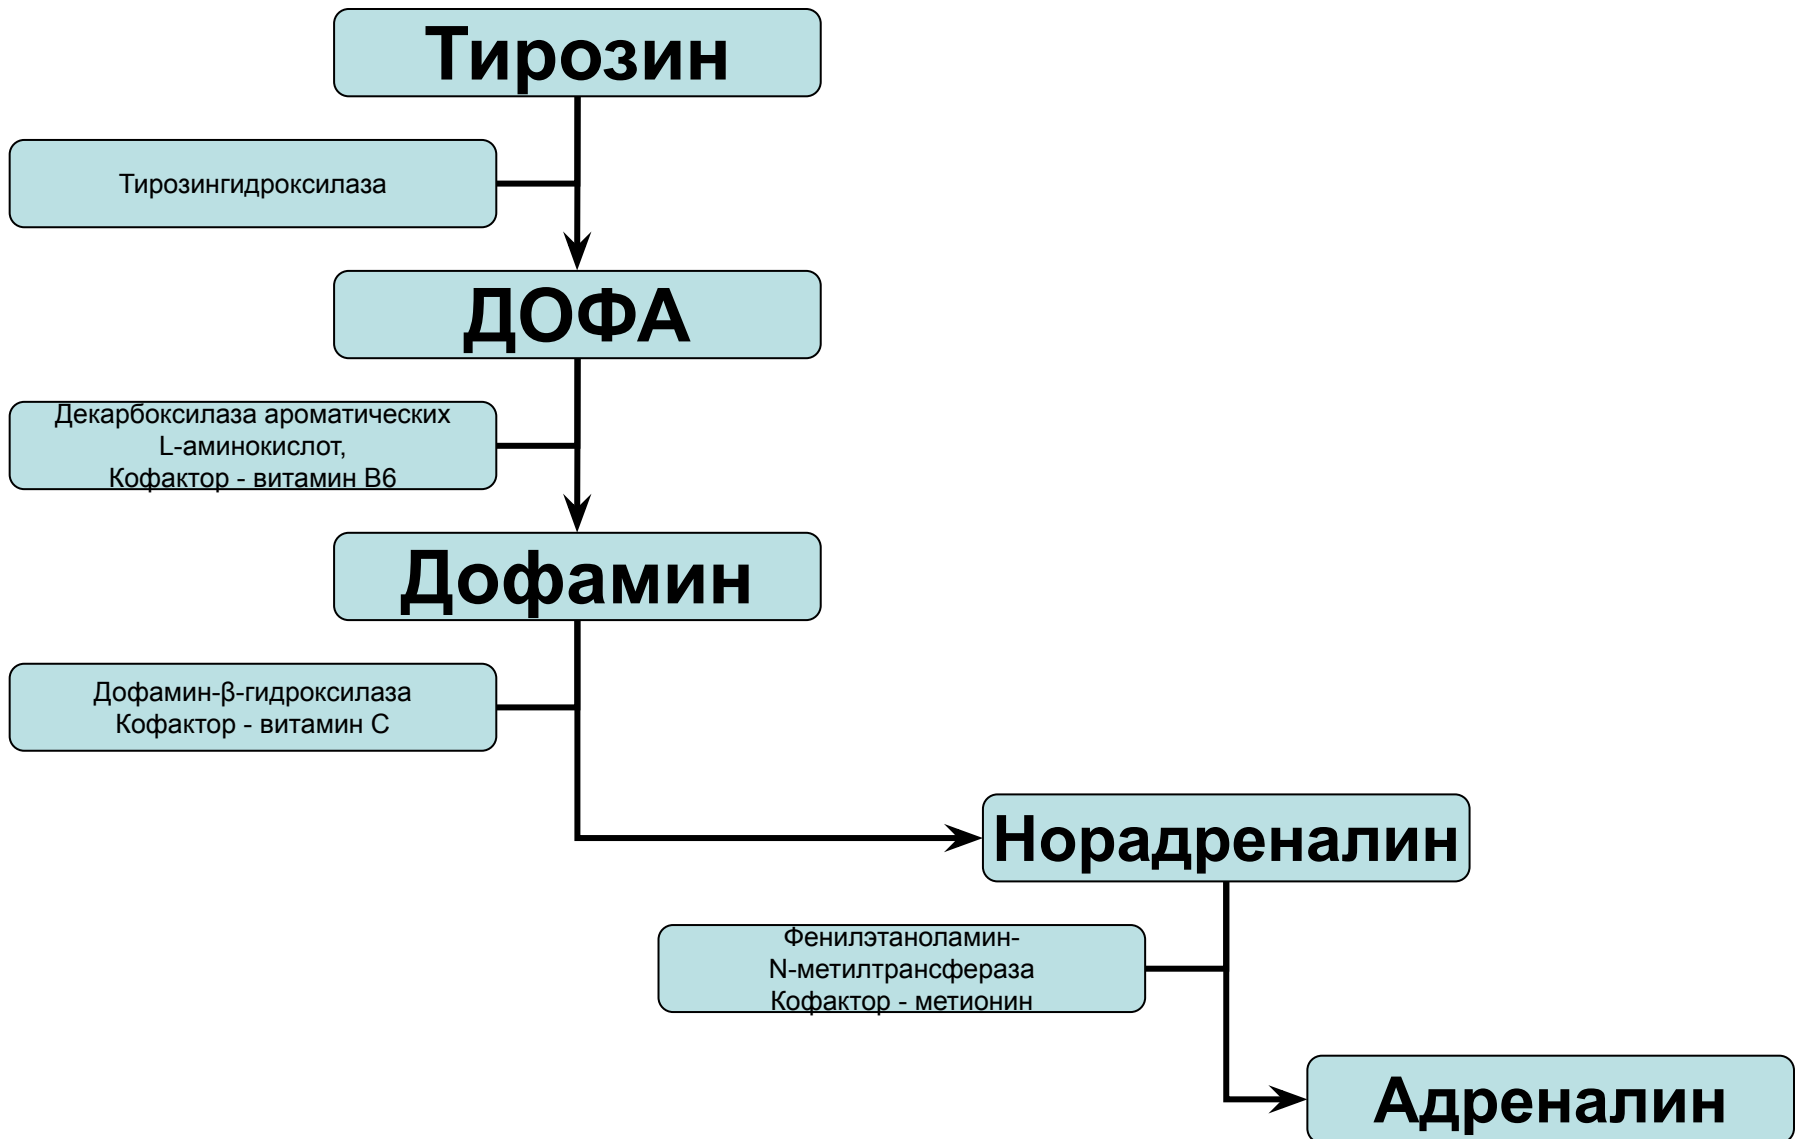 Тирозин
Тирозингидроксилаза
ДОФА
Декарбоксилаза ароматических
L-аминокислот,
Кофактор - витамин В6
Дофамин
Дофамин-β-гидроксилаза
Кофактор - витамин С
Норадреналин
Фенилэтаноламин-
N-метилтрансфераза
Кофактор - метионин
Адреналин